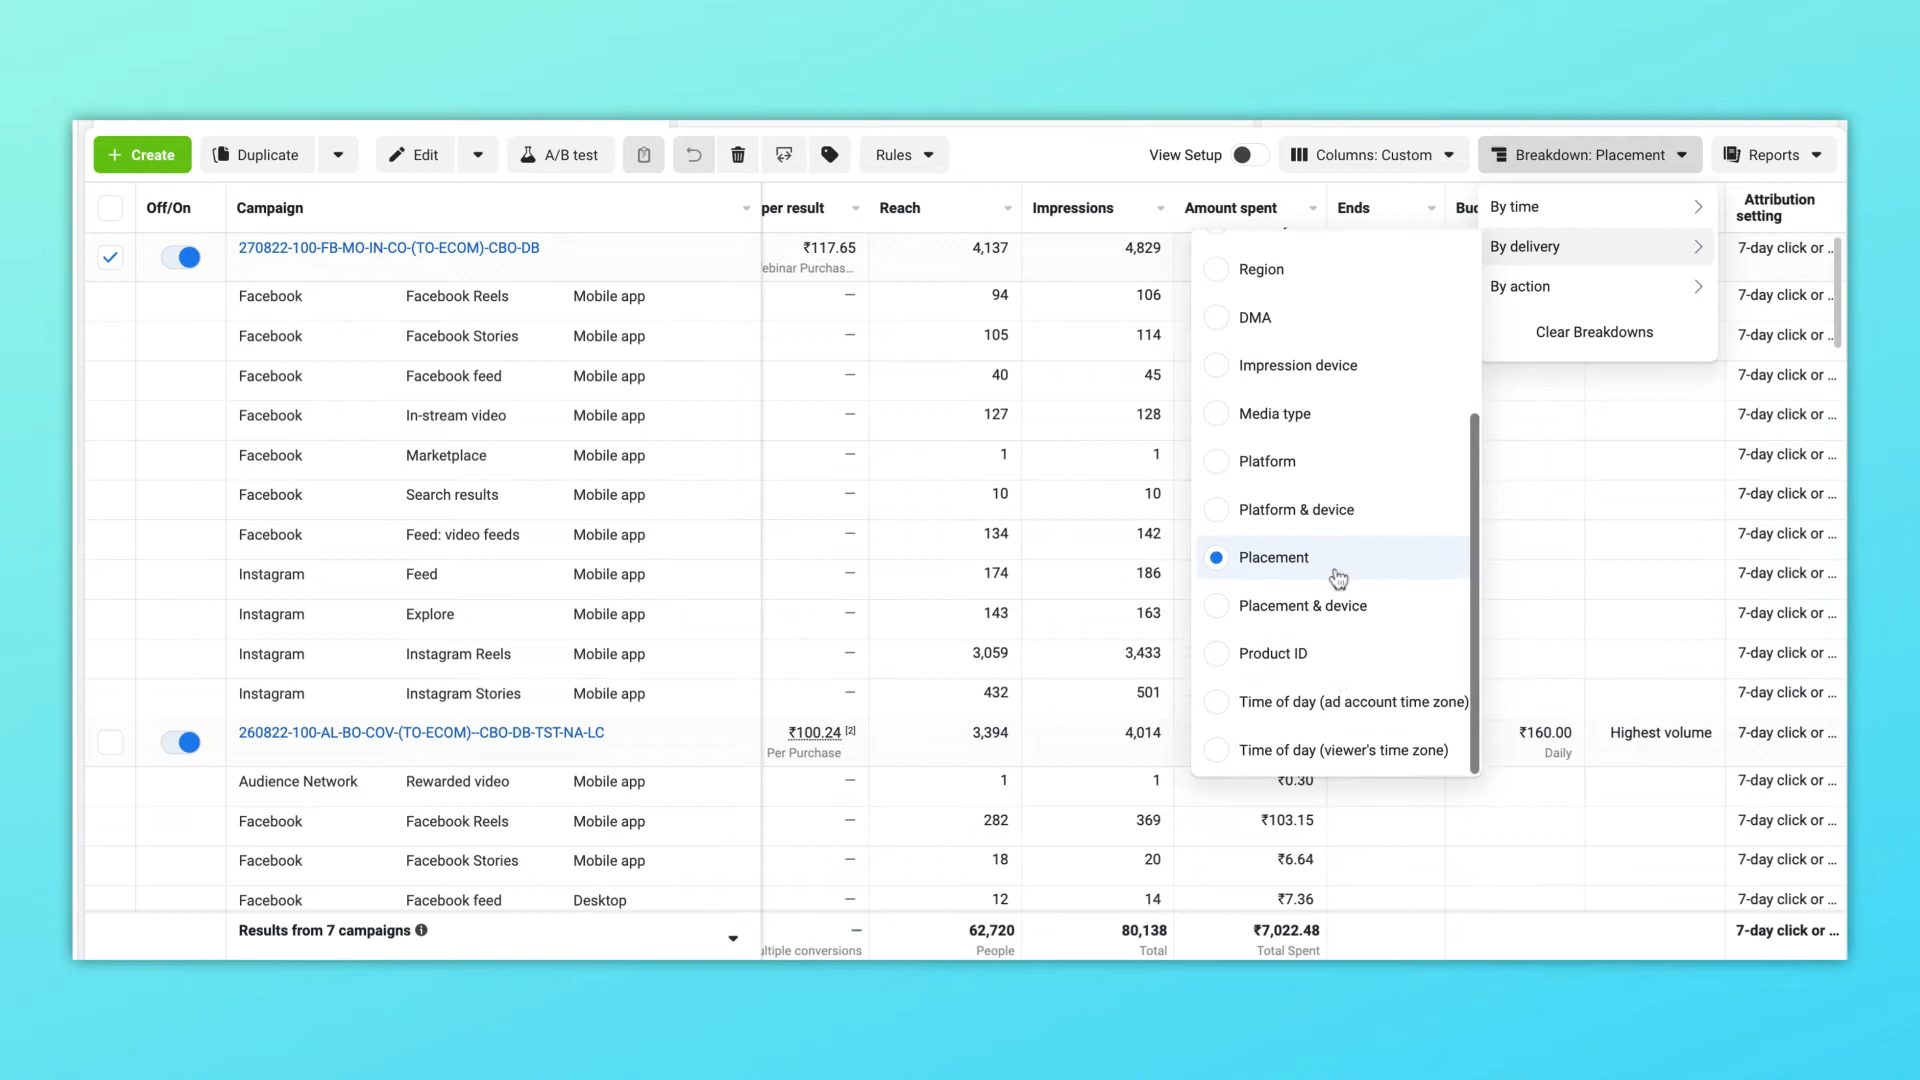 + Create Duplicate Edit A/B test Rules View Setup Columns: Custom Breakdown: Placement Reports
Off/On Campaign per result Reach Impressions Amount spent Ends Attribution setting
By time
By delivery
By action
Clear Breakdowns
Region
DMA
Impression device
Media type
Platform
Platform & device
Placement
Placement & device
Product ID
Time of day (ad account time zone)
Time of day (viewer's time zone)
270822-100-FB-MO-IN-CO-(TO-ECOM)-CBO-DB ₹117.65 4,137 4,829 7-day click or ...
ebinar Purchas...
Facebook Facebook Reels Mobile app — 94 106 7-day click or ...
Facebook Facebook Stories Mobile app — 105 114 7-day click or ...
Facebook Facebook feed Mobile app — 40 45 7-day click or ...
Facebook In-stream video Mobile app — 127 128 7-day click or ...
Facebook Marketplace Mobile app — 1 1 7-day click or ...
Facebook Search results Mobile app — 10 10 7-day click or ...
Facebook Feed: video feeds Mobile app — 134 142 7-day click or ...
Instagram Feed Mobile app — 174 186 7-day click or ...
Instagram Explore Mobile app — 143 163 7-day click or ...
Instagram Instagram Reels Mobile app — 3,059 3,433 7-day click or ...
Instagram Instagram Stories Mobile app — 432 501 7-day click or ...
260822-100-AL-BO-COV-(TO-ECOM)--CBO-DB-TST-NA-LC ₹100.24 [2] 3,394 4,014 ₹160.00 Highest volume 7-day click or ...
Per Purchase Daily
Audience Network Rewarded video Mobile app — 1 1 ₹0.30 7-day click or ...
Facebook Facebook Reels Mobile app — 282 369 ₹103.15 7-day click or ...
Facebook Facebook Stories Mobile app — 18 20 ₹6.64 7-day click or ...
Facebook Facebook feed Desktop — 12 14 ₹7.36 7-day click or ...
Results from 7 campaigns — 62,720 80,138 ₹7,022.48 7-day click or ...
ultiple conversions People Total Total Spent